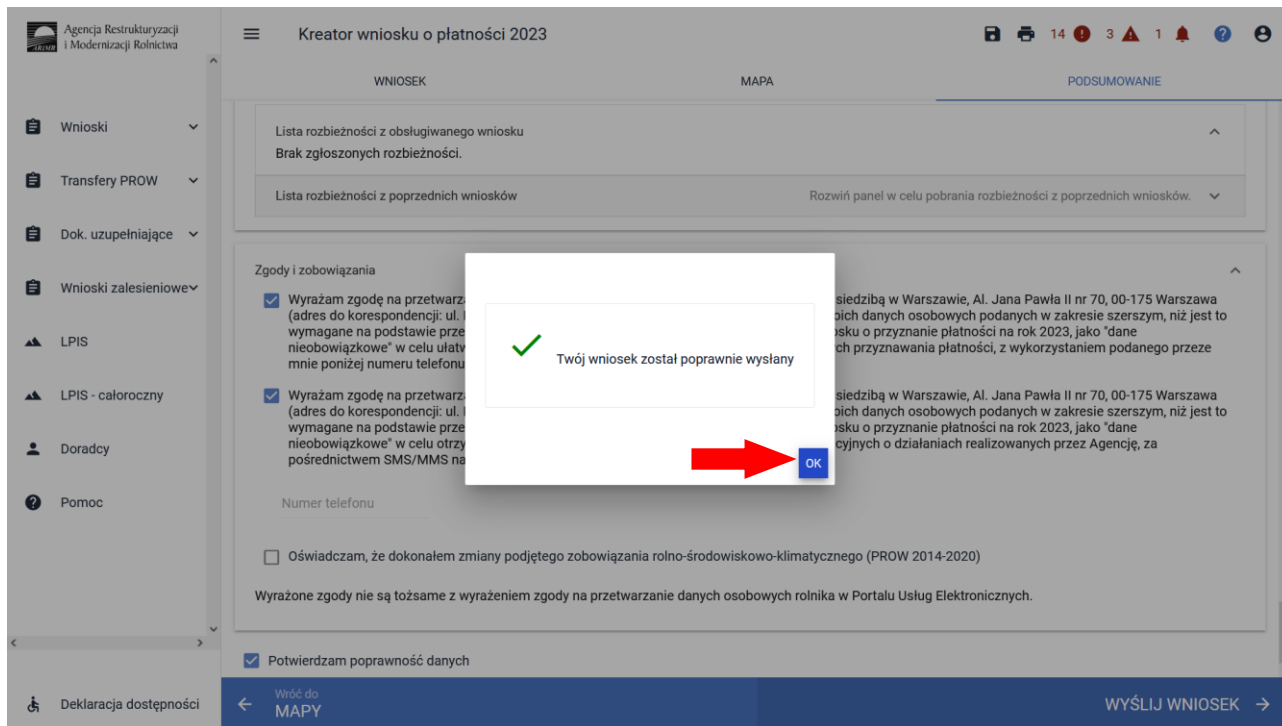 Agencja Restrukturyzacji
i Modernizacji Rolnictwa
ARiMR
Kreator wniosku o płatności 2023
14 3 1
WNIOSEK MAPA PODSUMOWANIE
Wnioski
Transfery PROW
Dok. uzupełniające
Wnioski zalesieniowe
LPIS
LPIS - całoroczny
Doradcy
Pomoc
Deklaracja dostępności
Lista rozbieżności z obsługiwanego wniosku
Brak zgłoszonych rozbieżności.
Lista rozbieżności z poprzednich wniosków Rozwiń panel w celu pobrania rozbieżności z poprzednich wniosków.
Zgody i zobowiązania
Wyrażam zgodę na przetwarz siedzibą w Warszawie, Al. Jana Pawła II nr 70, 00-175 Warszawa
(adres do korespondencji: ul. oich danych osobowych podanych w zakresie szerszym, niż jest to
wymagane na podstawie prze osku o przyznanie płatności na rok 2023, jako "dane
nieobowiązkowe" w celu ułatw ch przyznawania płatności, z wykorzystaniem podanego przeze
mnie poniżej numeru telefonu
Wyrażam zgodę na przetwarz siedzibą w Warszawie, Al. Jana Pawła II nr 70, 00-175 Warszawa
(adres do korespondencji: ul. oich danych osobowych podanych w zakresie szerszym, niż jest to
wymagane na podstawie prze osku o przyznanie płatności na rok 2023, jako "dane
nieobowiązkowe" w celu otrzy cyjnych o działaniach realizowanych przez Agencję, za
pośrednictwem SMS/MMS na
Twój wniosek został poprawnie wysłany
OK
Numer telefonu
Oświadczam, że dokonałem zmiany podjętego zobowiązania rolno-środowiskowo-klimatycznego (PROW 2014-2020)
Wyrażone zgody nie są tożsame z wyrażeniem zgody na przetwarzanie danych osobowych rolnika w Portalu Usług Elektronicznych.
Potwierdzam poprawność danych
Wróć do
MAPY
WYŚLIJ WNIOSEK